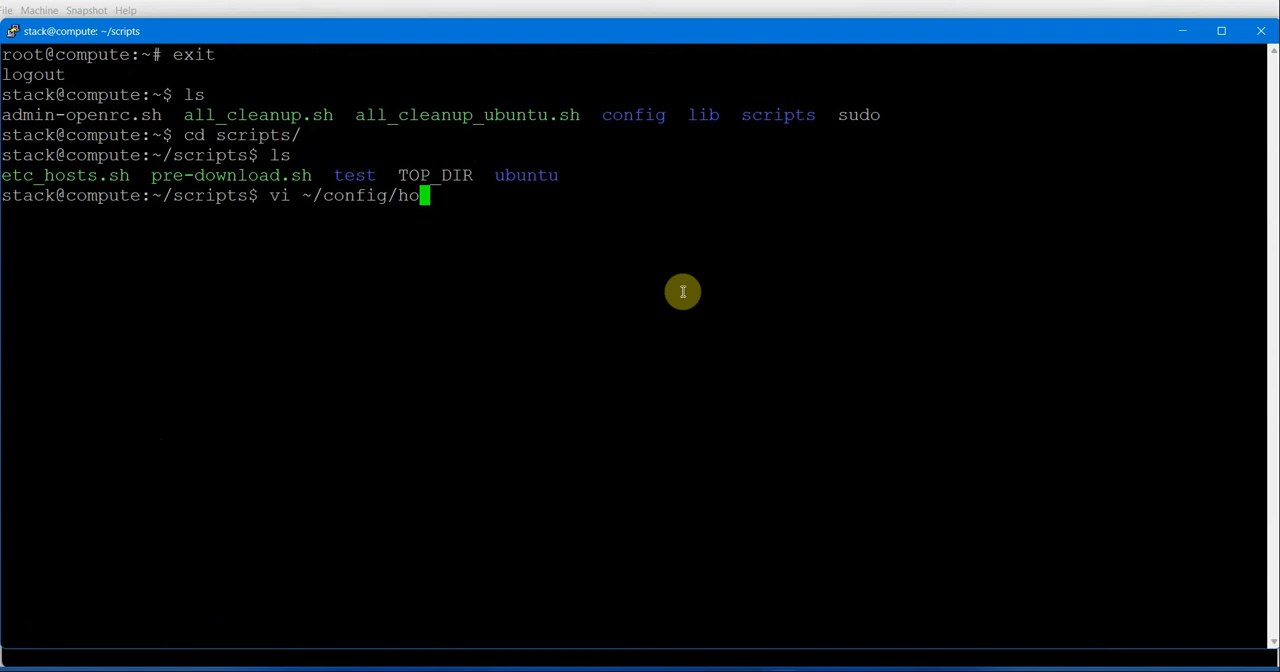 File Machine Snapshot Help
stack@compute: ~/scripts
root@compute:~# exit
logout
stack@compute:~$ ls
admin-openrc.sh all_cleanup.sh all_cleanup_ubuntu.sh config lib scripts sudo
stack@compute:~$ cd scripts/
stack@compute:~/scripts$ ls
etc_hosts.sh pre-download.sh test TOP_DIR ubuntu
stack@compute:~/scripts$ vi ~/config/ho